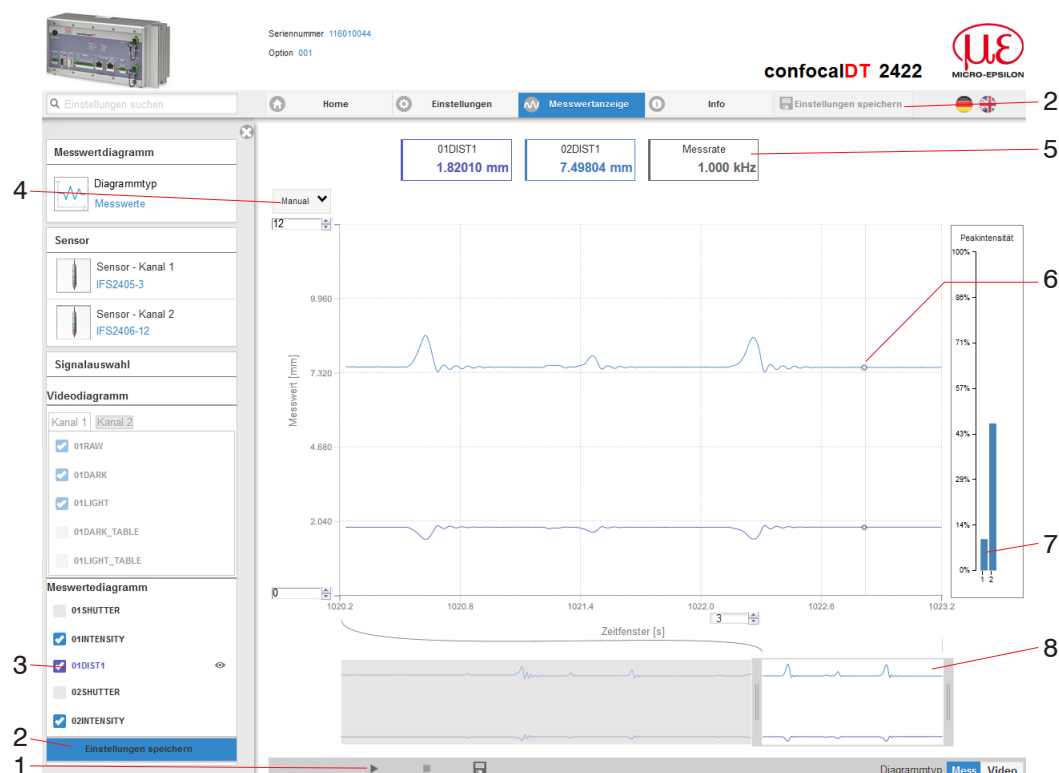 Seriennummer 116010044
Option 001
confocalDT 2422
με
MICRO-EPSILON
Einstellungen suchen
Home
Einstellungen
Messwertanzeige
Info
Einstellungen speichern
2
Messwertdiagramm
Diagrammtyp
Messwerte
4
Sensor
Sensor - Kanal 1
IFS2405-3
Sensor - Kanal 2
IFS2406-12
Signalauswahl
Videodiagramm
Kanal 1 Kanal 2
01RAW
01DARK
01LIGHT
01DARK_TABLE
01LIGHT_TABLE
Meswertediagramm
01SHUTTER
01INTENSITY
3
01DIST1
02SHUTTER
02INTENSITY
2
Einstellungen speichern
1
01DIST1
1.82010 mm
02DIST1
7.49804 mm
Messrate
1.000 kHz
5
Manual
12
9.960
7.320
4.680
2.040
0
Messwert [mm]
6
1020.2
1020.8
1021.4
1022.0
1022.6
1023.2
3
Zeitfenster [s]
Peakintensität
100%
86%
71%
57%
43%
29%
14%
0%
1 2
7
8
Diagrammtyp Mess Video